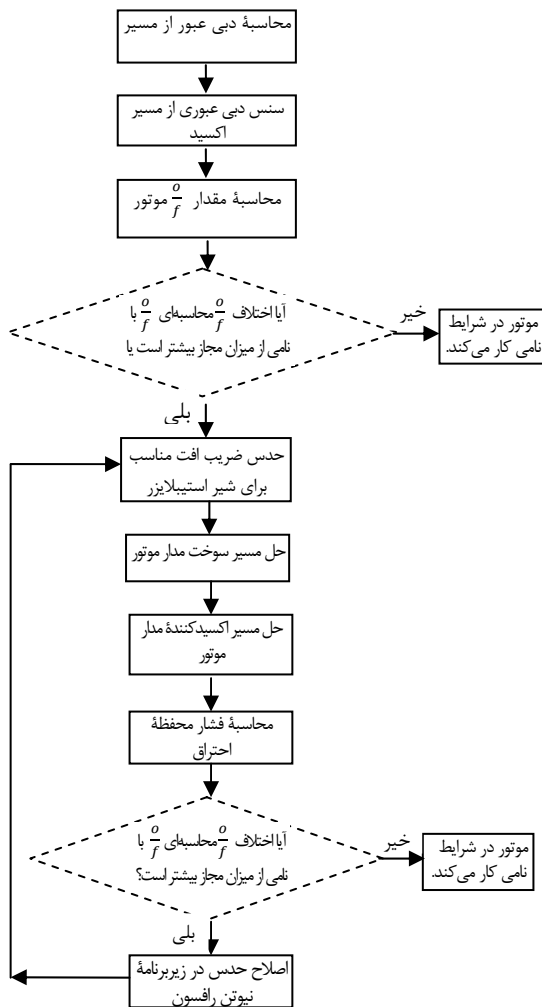 محاسبهٔ دبی عبور از مسیر
سنس دبی عبوری از مسیر
اکسید
محاسبهٔ مقدار o/f موتور
آیا اختلاف o/f محاسبه‌ای با o/f
نامی از میزان مجاز بیشتر است یا
خیر
موتور در شرایط
نامی کار می‌کند.
بلی
حدس ضریب افت مناسب
برای شیر استیبلایزر
حل مسیر سوخت مدار موتور
حل مسیر اکسیدکنندهٔ مدار
موتور
محاسبهٔ فشار محفظهٔ
احتراق
آیا اختلاف o/f محاسبه‌ای با o/f
نامی از میزان مجاز بیشتر است؟
خیر
موتور در شرایط
نامی کار می‌کند.
بلی
اصلاح حدس در زیربرنامهٔ
نیوتن رافسون